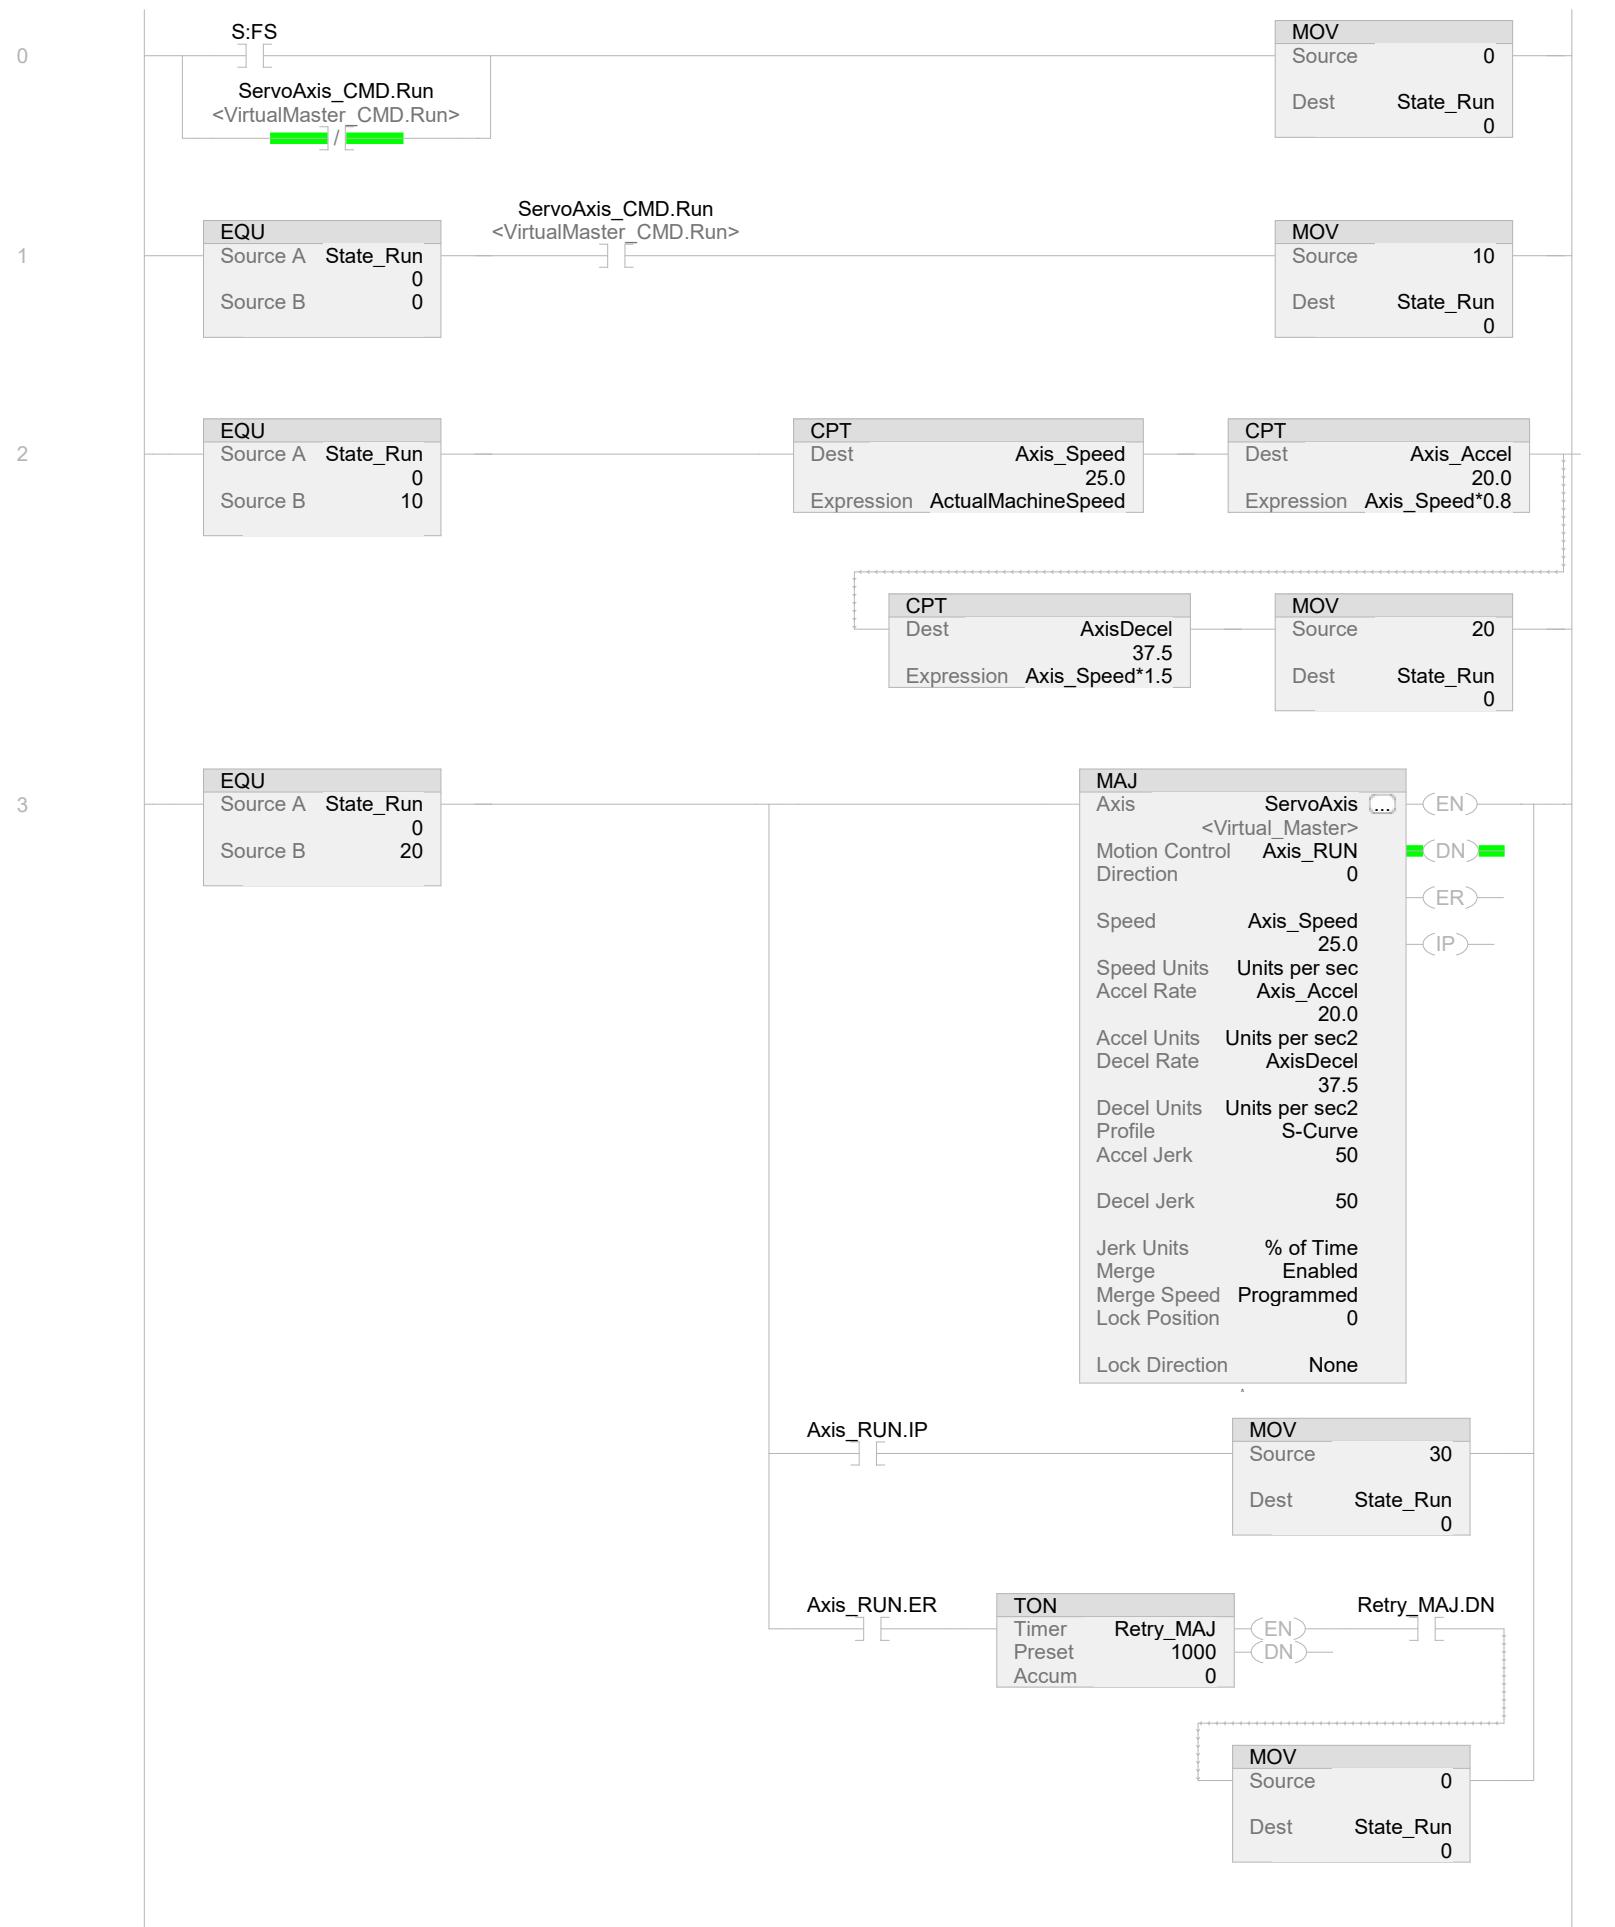 0
S:FS
ServoAxis_CMD.Run
<VirtualMaster_CMD.Run>
/
MOV
Source 0
Dest State_Run
0
1
EQU
Source A State_Run
0
Source B 0
ServoAxis_CMD.Run
<VirtualMaster_CMD.Run>
MOV
Source 10
Dest State_Run
0
2
EQU
Source A State_Run
0
Source B 10
CPT
Dest Axis_Speed
25.0
Expression ActualMachineSpeed
CPT
Dest Axis_Accel
20.0
Expression Axis_Speed*0.8
CPT
Dest AxisDecel
37.5
Expression Axis_Speed*1.5
MOV
Source 20
Dest State_Run
0
3
EQU
Source A State_Run
0
Source B 20
MAJ
Axis ServoAxis ...
<Virtual_Master>
Motion Control Axis_RUN
Direction 0
Speed Axis_Speed
25.0
Speed Units Units per sec
Accel Rate Axis_Accel
20.0
Accel Units Units per sec2
Decel Rate AxisDecel
37.5
Decel Units Units per sec2
Profile S-Curve
Accel Jerk 50
Decel Jerk 50
Jerk Units % of Time
Merge Enabled
Merge Speed Programmed
Lock Position 0
Lock Direction None
EN
DN
ER
IP
Axis_RUN.IP
MOV
Source 30
Dest State_Run
0
Axis_RUN.ER
TON
Timer Retry_MAJ
Preset 1000
Accum 0
EN
DN
Retry_MAJ.DN
MOV
Source 0
Dest State_Run
0